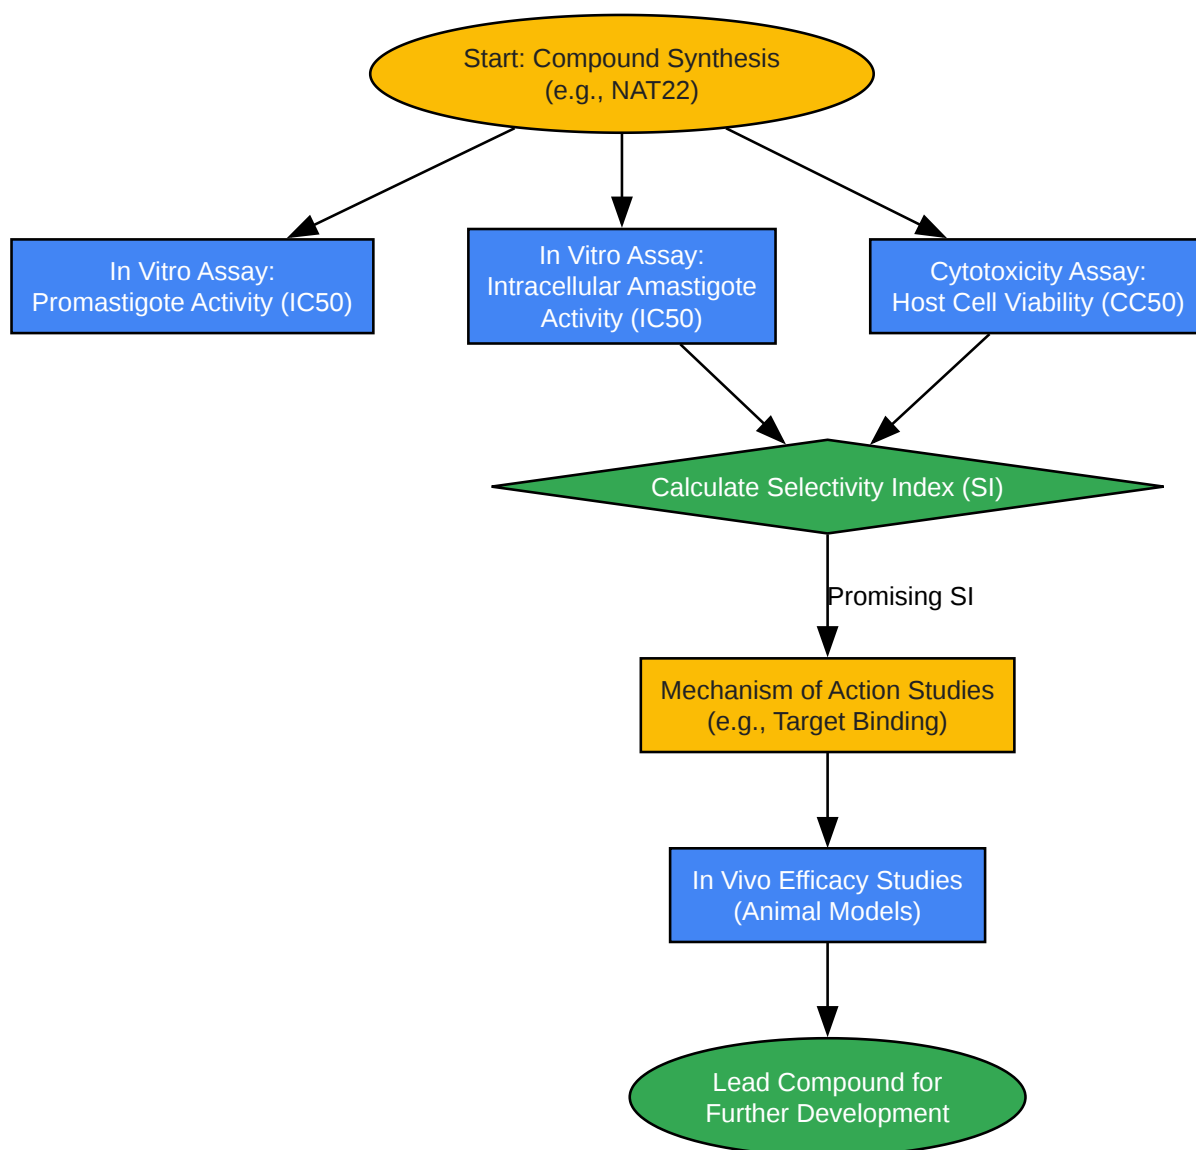 Start: Compound Synthesis
(e.g., NAT22)
In Vitro Assay:
Promastigote Activity (IC50)
In Vitro Assay:
Intracellular Amastigote
Activity (IC50)
Cytotoxicity Assay:
Host Cell Viability (CC50)
Calculate Selectivity Index (SI)
Promising SI
Mechanism of Action Studies
(e.g., Target Binding)
In Vivo Efficacy Studies
(Animal Models)
Lead Compound for
Further Development